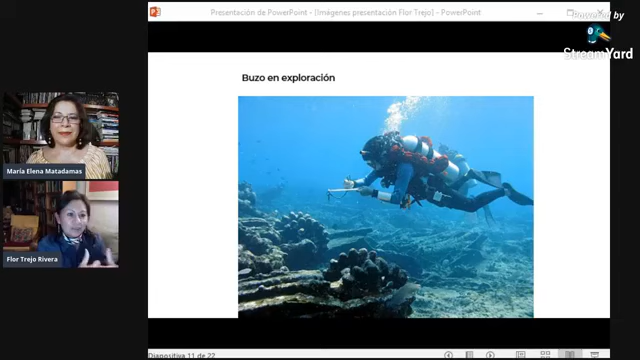 Presentación de PowerPoint - [Imágenes presentación Flor Trejo] - PowerPoint
Powered by
StreamYard
Buzo en exploración
María Elena Matadamas
Flor Trejo Rivera
Diapositiva 11 de 22